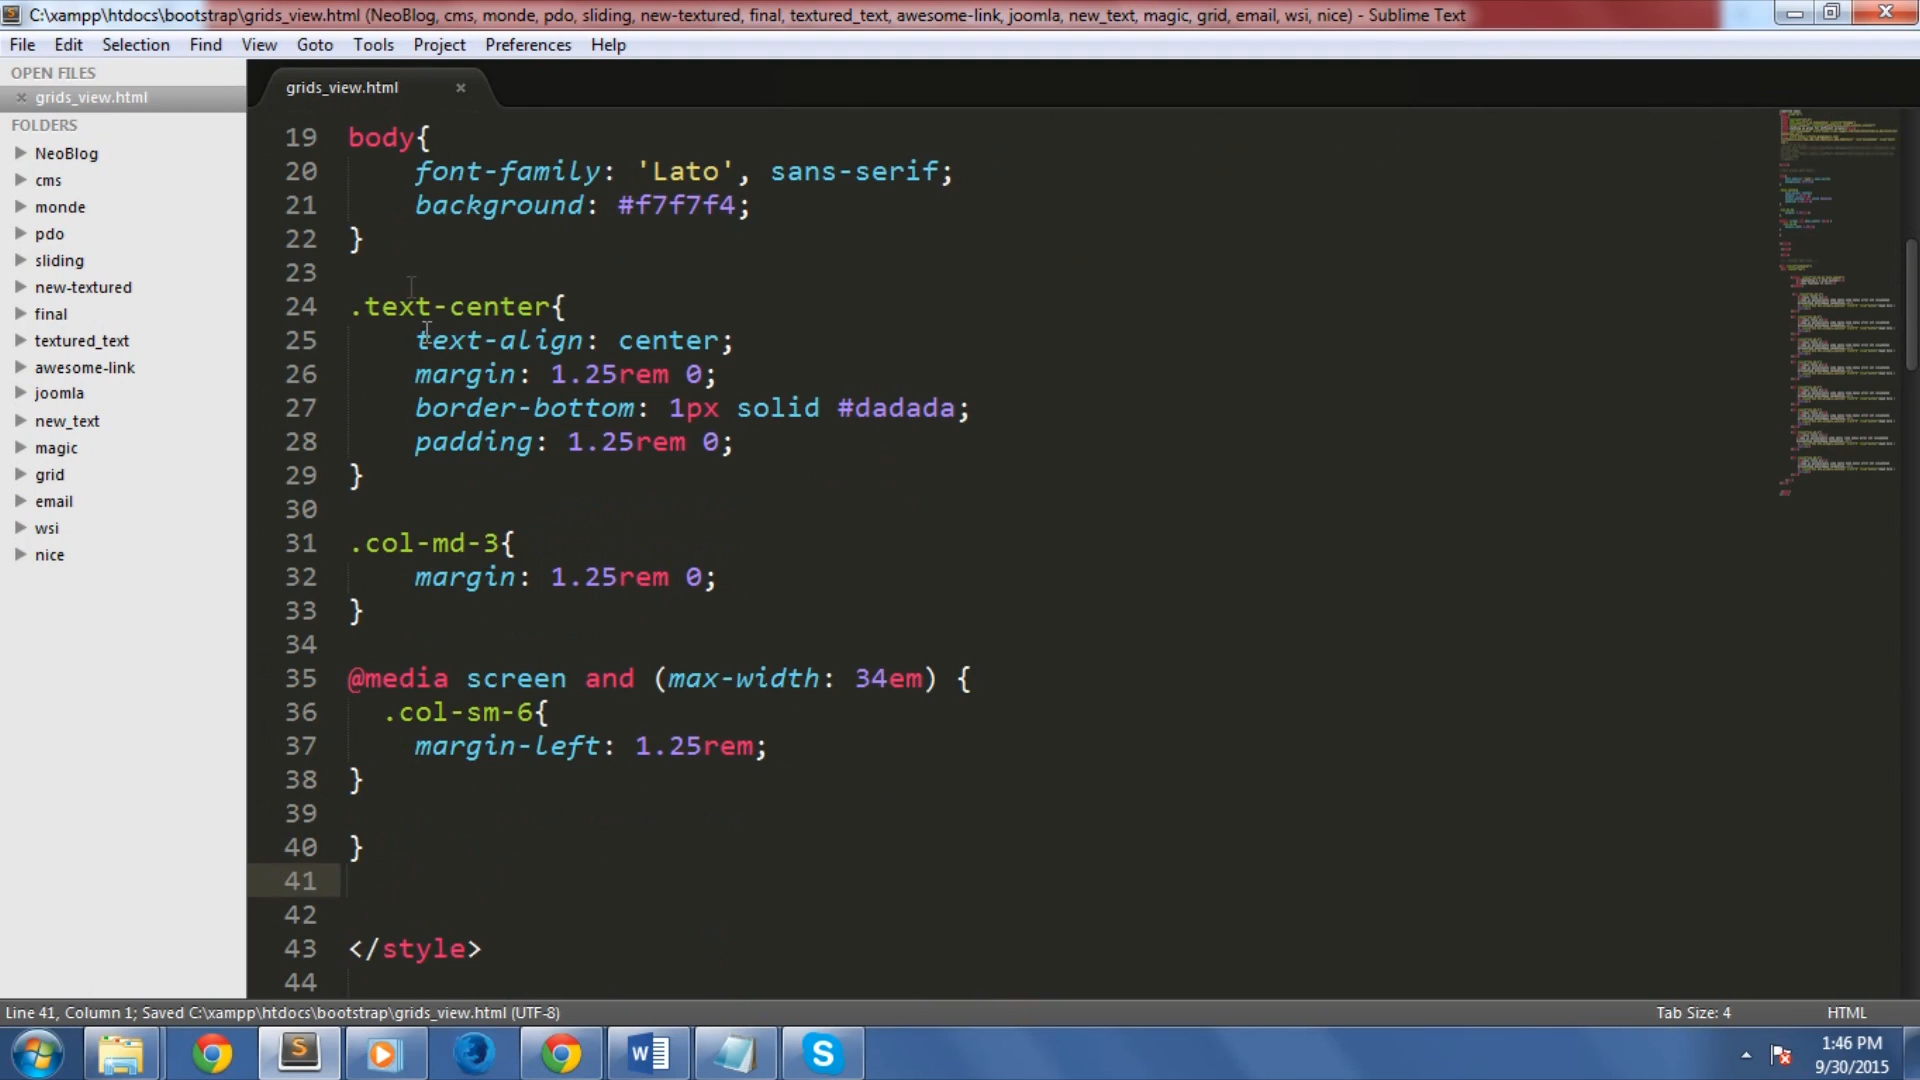 C:\xampp\htdocs\bootstrap\grids_view.html (NeoBlog, cms, monde, pdo, sliding, new-textured, final, textured_text, awesome-link, joomla, new_text, magic, grid, email, wsi, nice) - Sublime Text
File Edit Selection Find View Goto Tools Project Preferences Help
OPEN FILES
grids_view.html
FOLDERS
NeoBlog
cms
monde
pdo
sliding
new-textured
final
textured_text
awesome-link
joomla
new_text
magic
grid
email
wsi
nice
grids_view.html
19 body{
20 font-family: 'Lato', sans-serif;
21 background: #f7f7f4;
22 }
23
24 .text-center{
25 text-align: center;
26 margin: 1.25rem 0;
27 border-bottom: 1px solid #dadada;
28 padding: 1.25rem 0;
29 }
30
31 .col-md-3{
32 margin: 1.25rem 0;
33 }
34
35 @media screen and (max-width: 34em) {
36 .col-sm-6{
37 margin-left: 1.25rem;
38 }
39
40 }
41
42
43 </style>
44
Line 41, Column 1; Saved C:\xampp\htdocs\bootstrap\grids_view.html (UTF-8)
Tab Size: 4
HTML
1:46 PM
9/30/2015